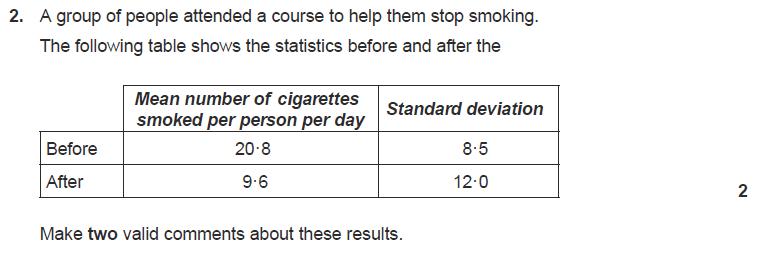 2. A group of people attended a course to help them stop smoking.
The following table shows the statistics before and after the
Mean number of cigarettes smoked per person per day Standard deviation
Before 20·8 8·5
After 9·6 12·0
2
Make two valid comments about these results.